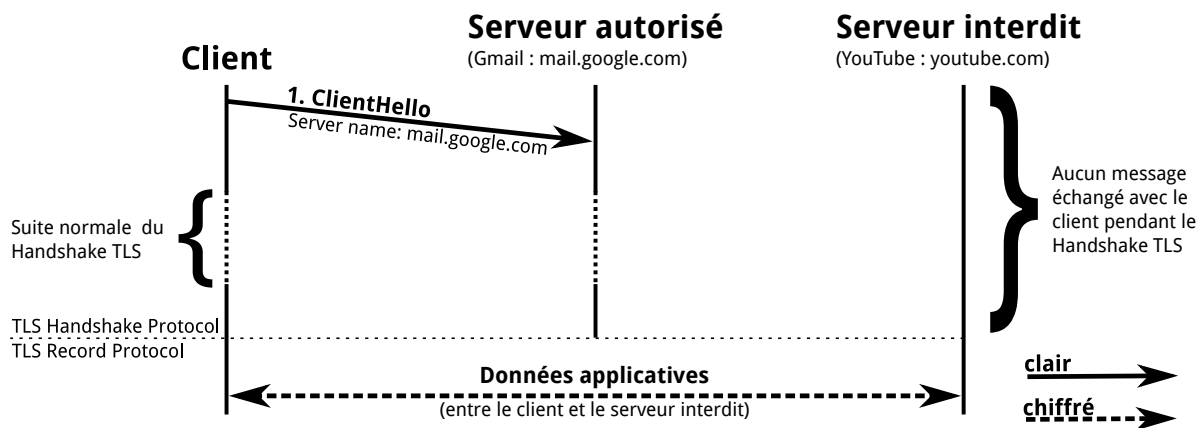 Client
Serveur autorisé
(Gmail : mail.google.com)
Serveur interdit
(YouTube : youtube.com)
1. ClientHello
Server name: mail.google.com
Suite normale du
Handshake TLS
Aucun message
échangé avec le
client pendant le
Handshake TLS
TLS Handshake Protocol
TLS Record Protocol
Données applicatives
(entre le client et le serveur interdit)
clair
chiffré